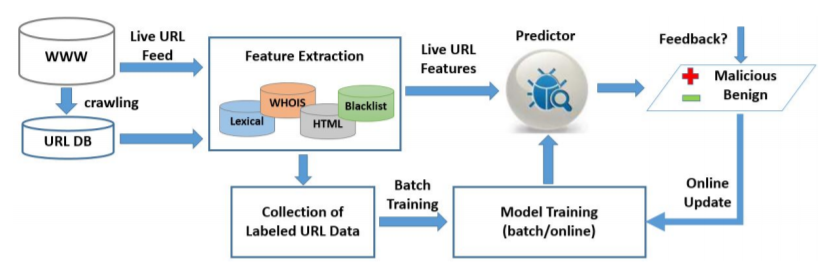 WWW
Live URL
Feed
crawling
URL DB
Feature Extraction
Lexical
WHOIS
HTML
Blacklist
Live URL
Features
Predictor
Feedback?
Malicious
Benign
Collection of
Labeled URL Data
Batch
Training
Model Training
(batch/online)
Online
Update